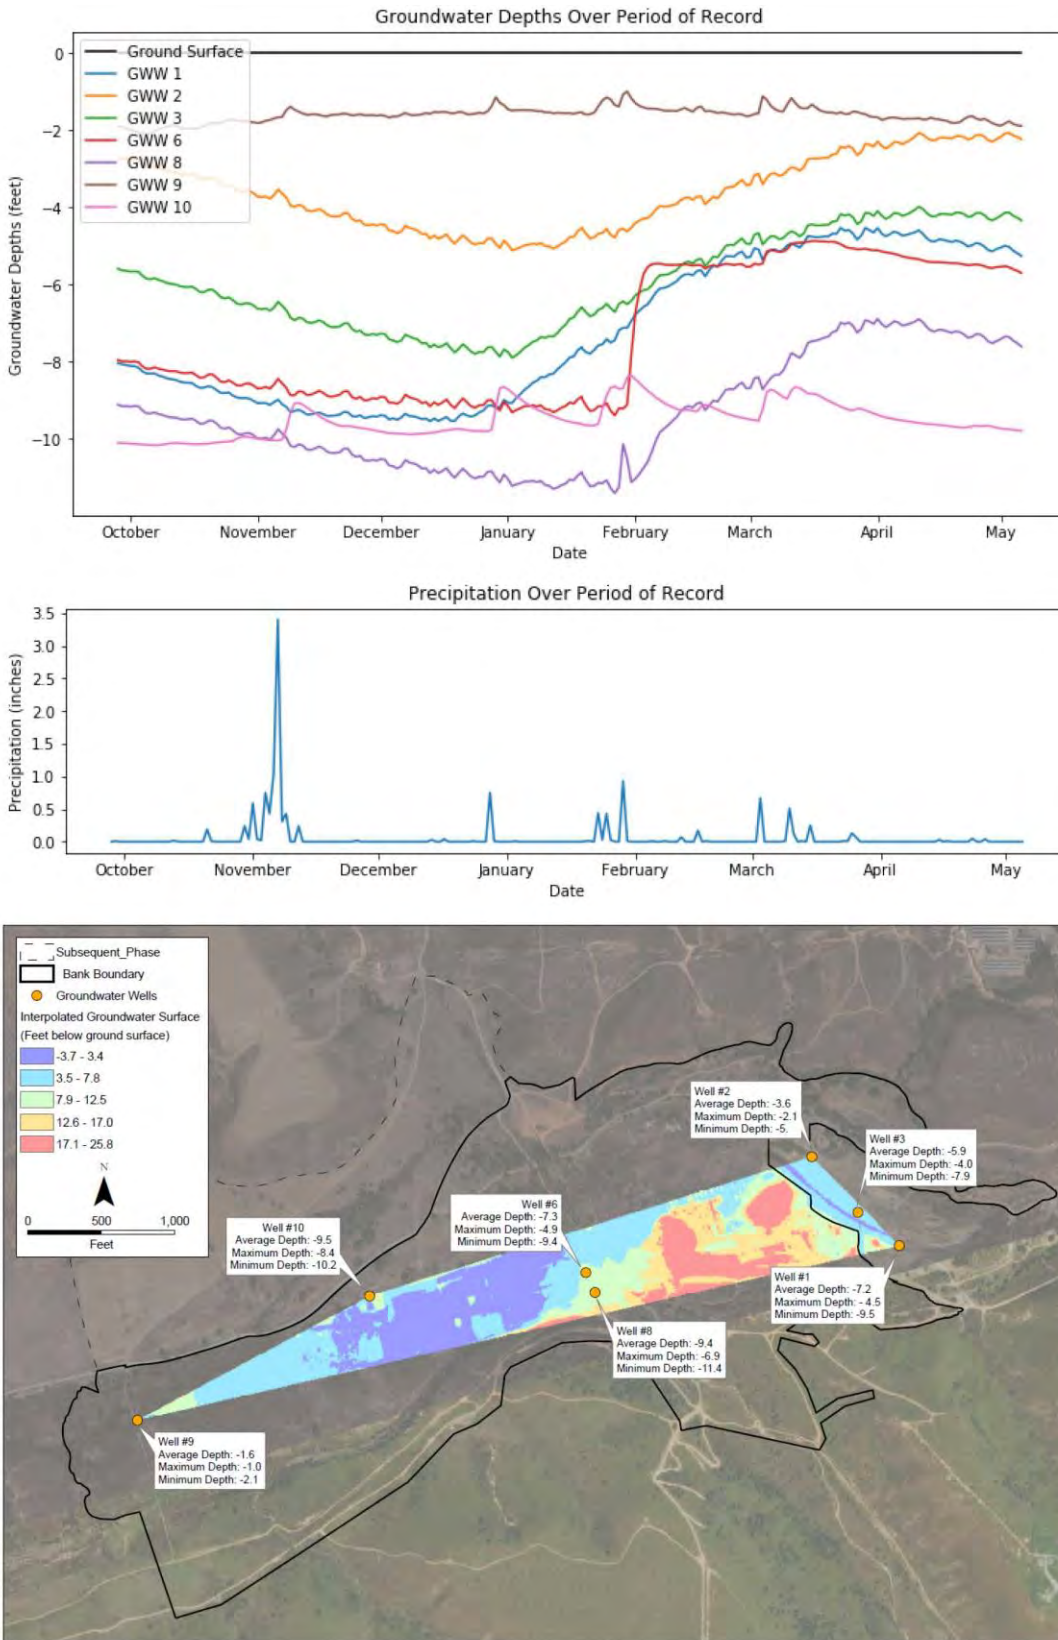 Groundwater Depths Over Period of Record
Groundwater Depths (feet)
0
−2
−4
−6
−8
−10
Ground Surface
GWW 1
GWW 2
GWW 3
GWW 6
GWW 8
GWW 9
GWW 10
October November December January February March April May
Date
Precipitation Over Period of Record
Precipitation (inches)
3.5
3.0
2.5
2.0
1.5
1.0
0.5
0.0
October November December January February March April May
Date
Subsequent_Phase
Bank Boundary
Groundwater Wells
Interpolated Groundwater Surface
(Feet below ground surface)
-3.7 - 3.4
3.5 - 7.8
7.9 - 12.5
12.6 - 17.0
17.1 - 25.8
N
0 500 1,000
Feet
Well #2
Average Depth: -3.6
Maximum Depth: -2.1
Minimum Depth: -5.
Well #3
Average Depth: -5.9
Maximum Depth: -4.0
Minimum Depth: -7.9
Well #6
Average Depth: -7.3
Maximum Depth: -4.9
Minimum Depth: -9.4
Well #10
Average Depth: -9.5
Maximum Depth: -8.4
Minimum Depth: -10.2
Well #1
Average Depth: -7.2
Maximum Depth: - 4.5
Minimum Depth: -9.5
Well #8
Average Depth: -9.4
Maximum Depth: -6.9
Minimum Depth: -11.4
Well #9
Average Depth: -1.6
Maximum Depth: -1.0
Minimum Depth: -2.1